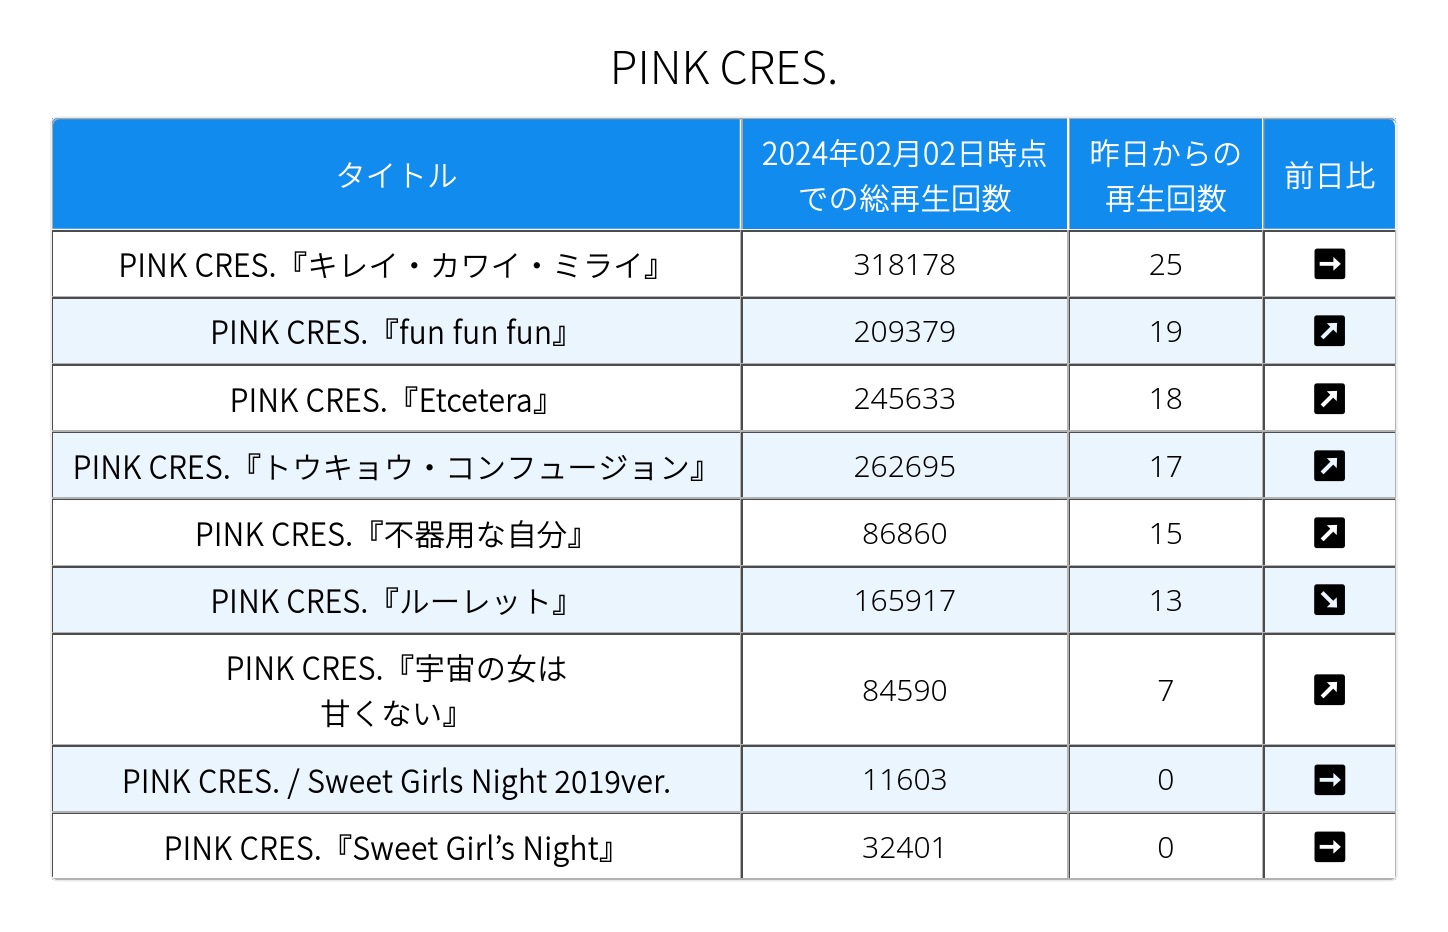 PINK CRES.
タイトル
2024年02月02日時点
での総再生回数
昨日からの
再生回数
前日比
PINK CRES.『キレイ・カワイ・ミライ』 318178 25 ➡
PINK CRES.『fun fun fun』 209379 19 ↗
PINK CRES.『Etcetera』 245633 18 ↗
PINK CRES.『トウキョウ・コンフュージョン』 262695 17 ↗
PINK CRES.『不器用な自分』 86860 15 ↗
PINK CRES.『ルーレット』 165917 13 ↘
PINK CRES.『宇宙の女は
甘くない』 84590 7 ↗
PINK CRES. / Sweet Girls Night 2019ver. 11603 0 ➡
PINK CRES.『Sweet Girl’s Night』 32401 0 ➡